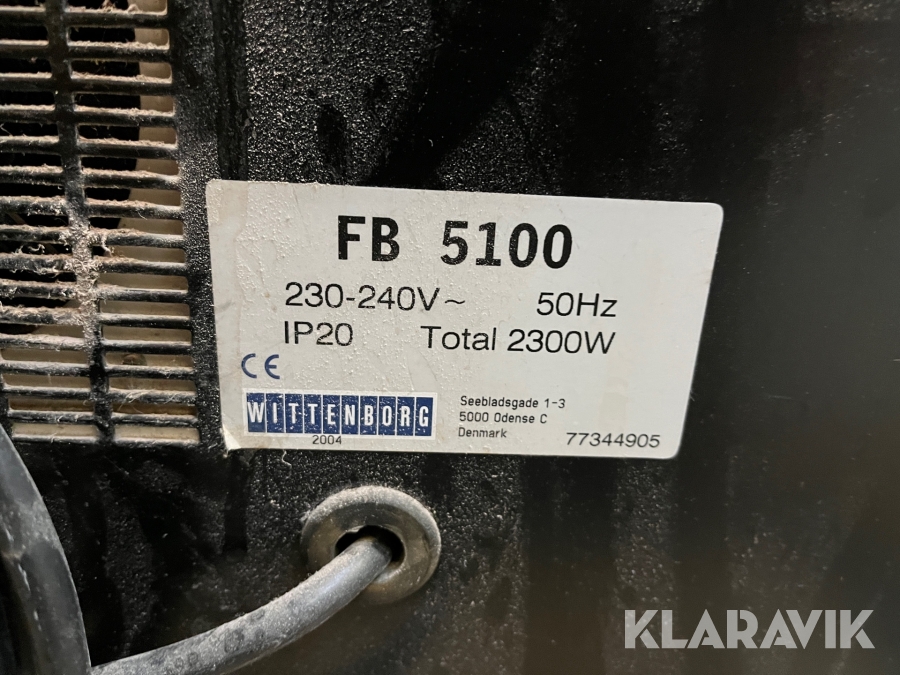 FB 5100
230-240V~ 50Hz
IP20 Total 2300W
CE
WITTENBORG
2004
Seebladsgade 1-3
5000 Odense C
Denmark
77344905
KLARAVIK